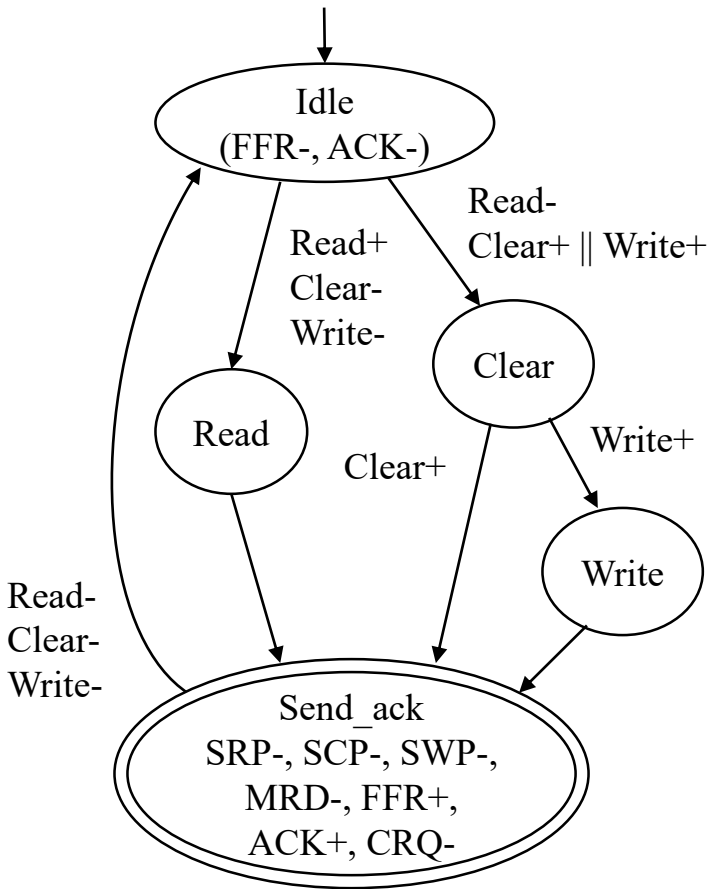 Idle
(FFR-, ACK-)
Read-
Clear+ || Write+
Read+
Clear-
Write-
Clear
Read
Write+
Clear+
Write
Read-
Clear-
Write-
Send_ack
SRP-, SCP-, SWP-,
MRD-, FFR+,
ACK+, CRQ-